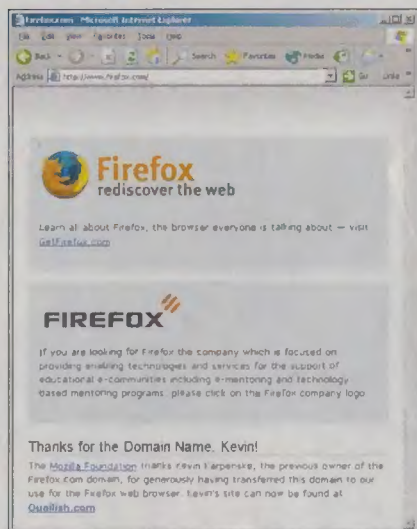 firefox.com - Microsoft Internet Explorer
File Edit View Favorites Tools Help
Back Search Favorites Media
Address http://www.firefox.com/ Go Links
Firefox
rediscover the web
Learn all about Firefox, the browser everyone is talking about — visit
GetFirefox.com
FIREFOX
If you are looking for Firefox the company which is focused on
providing enabling technologies and services for the support of
educational e-communities including e-mentoring and technology
based mentoring programs, please click on the Firefox company logo
Thanks for the Domain Name, Kevin!
The Mozilla Foundation thanks Kevin Karpenske, the previous owner of the
Firefox.com domain, for generously having transferred this domain to our
use for the Firefox web browser. Kevin's site can now be found at